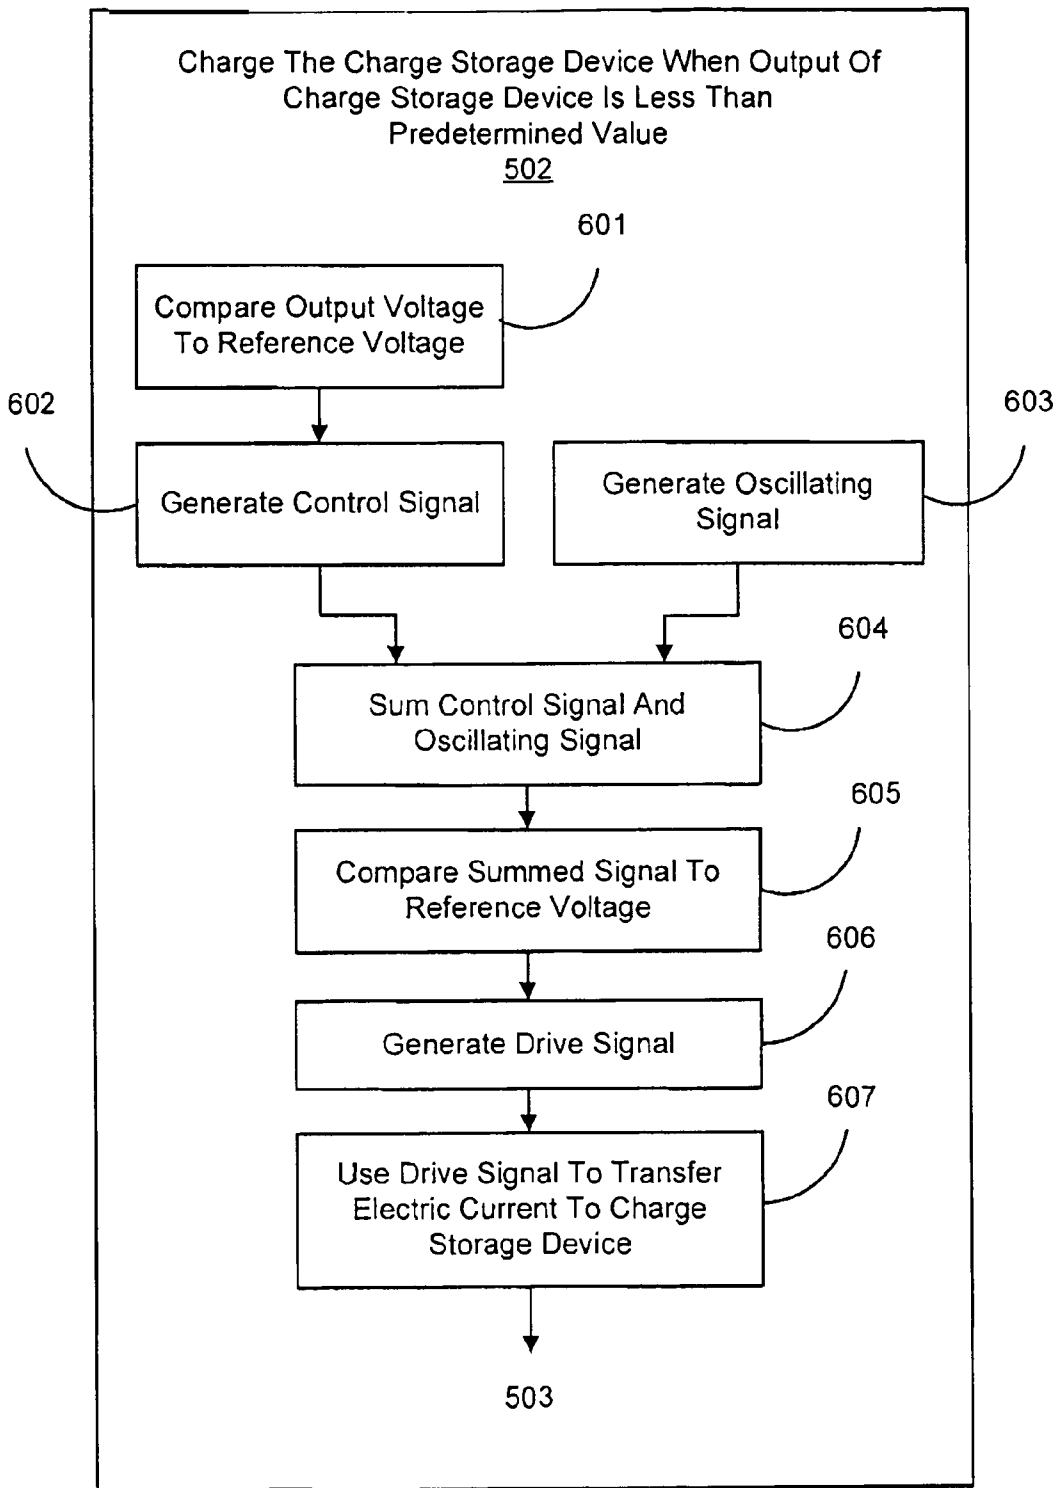 Charge The Charge Storage Device When Output Of
Charge Storage Device Is Less Than
Predetermined Value
502
601
Compare Output Voltage
To Reference Voltage
602
603
Generate Control Signal
Generate Oscillating
Signal
604
Sum Control Signal And
Oscillating Signal
605
Compare Summed Signal To
Reference Voltage
606
Generate Drive Signal
607
Use Drive Signal To Transfer
Electric Current To Charge
Storage Device
503